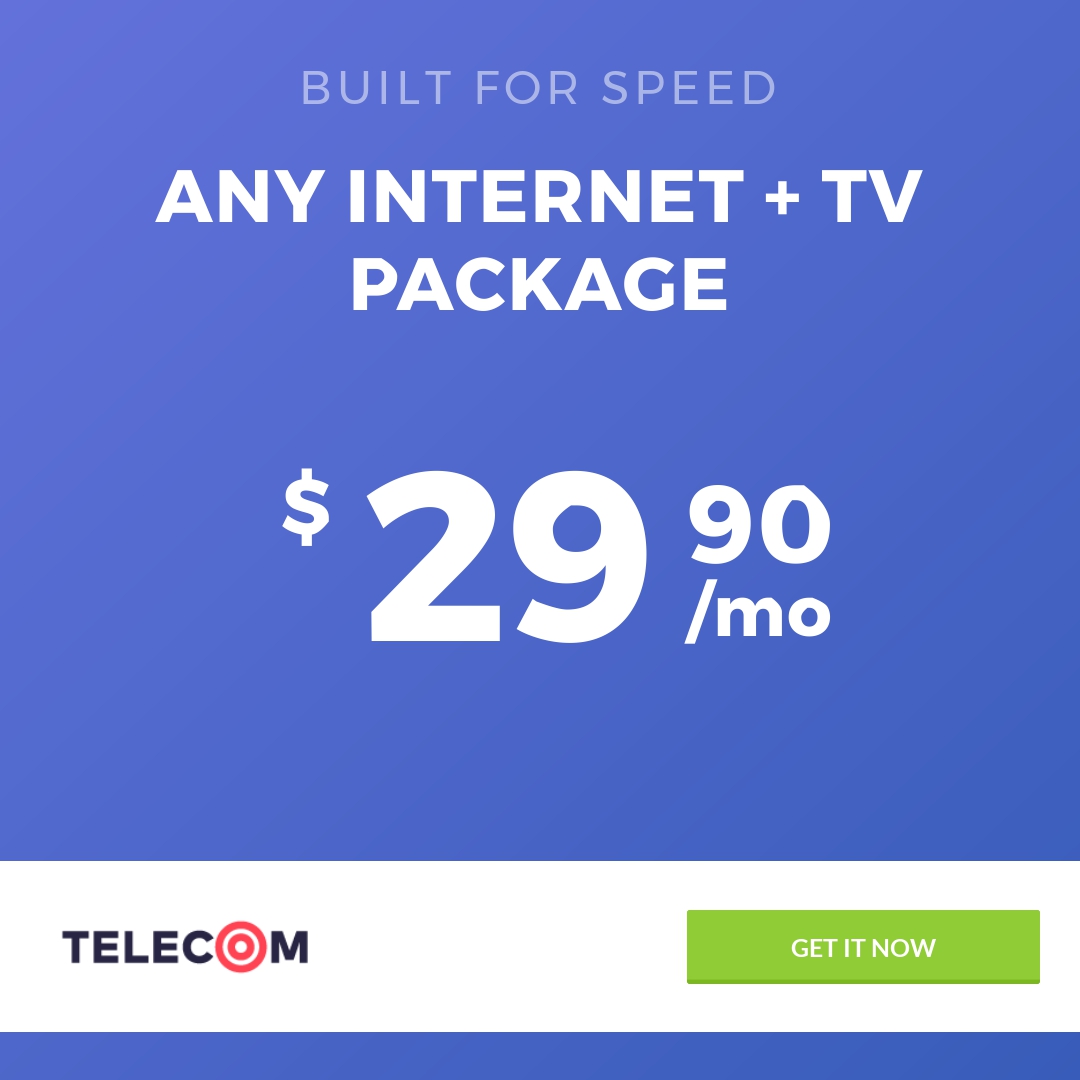 BUILT FOR SPEED
ANY INTERNET + TV
PACKAGE
$ 29 90
/mo
TELECOM
GET IT NOW